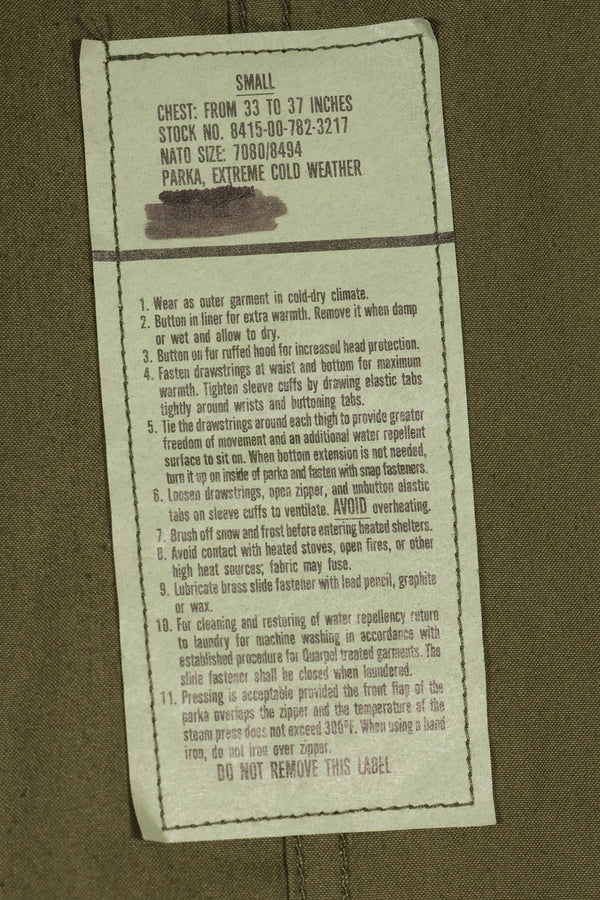 SMALL
CHEST: FROM 33 TO 37 INCHES
STOCK NO. 8415-00-782-3217
NATO SIZE: 7080/8494
PARKA, EXTREME COLD WEATHER
1. Wear as outer garment in cold-dry climate.
2. Button in liner for extra warmth. Remove it when damp
or wet and allow to dry.
3. Button on fur ruffed hood for increased head protection.
4. Fasten drawstrings at waist and bottom for maximum
warmth. Tighten sleeve cuffs by drawing elastic tabs
tightly around wrists and buttoning tabs.
5. Tie the drawstrings around each thigh to provide greater
freedom of movement and an additional water repellent
surface to sit on. When bottom extension is not needed,
turn it up on inside of parka and fasten with snap fasteners.
6. Loosen drawstrings, open zipper, and unbutton elastic
tabs on sleeve cuffs to ventilate. AVOID overheating.
7. Brush off snow and frost before entering heated shelters.
8. Avoid contact with heated stoves, open fires, or other
high heat sources; fabric may fuse.
9. Lubricate brass slide fastener with lead pencil, graphite
or wax.
10. For cleaning and restoring of water repellency return
to laundry for machine washing in accordance with
established procedure for Quarpel treated garments. The
slide fastener shall be closed when laundered.
11. Pressing is acceptable provided the front flap of the
parka overlaps the zipper and the temperature of the
steam press does not exceed 300°F. When using a hand
iron, do not iron over zipper.
DO NOT REMOVE THIS LABEL